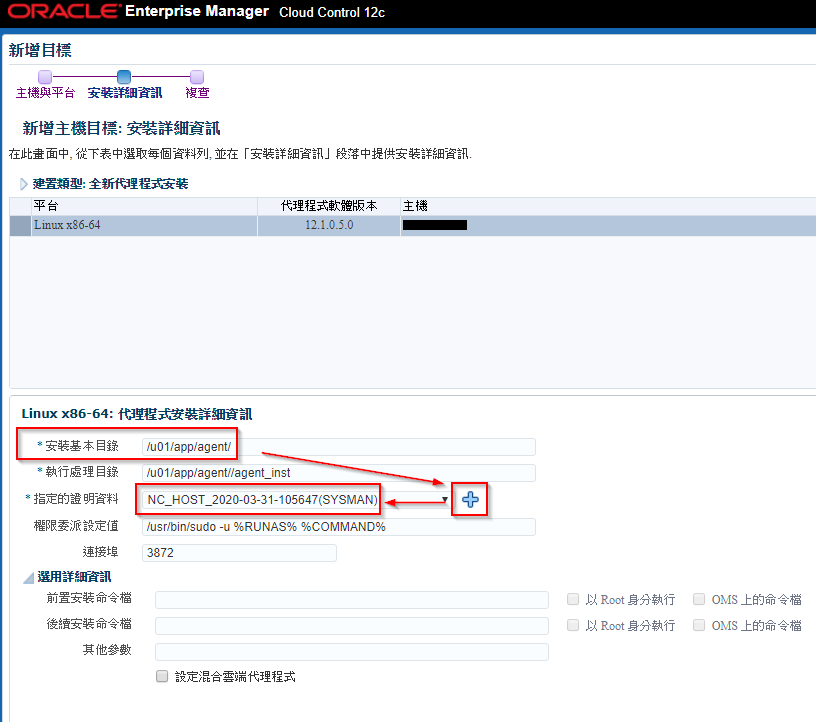 ORACLE Enterprise Manager Cloud Control 12c
新增目標
主機與平台 安裝詳細資訊 複查
新增主機目標: 安裝詳細資訊
在此畫面中, 從下表中選取每個資料列, 並在「安裝詳細資訊」段落中提供安裝詳細資訊.
建置類型: 全新代理程式安裝
平台 代理程式軟體版本 主機
Linux x86-64 12.1.0.5.0
Linux x86-64: 代理程式安裝詳細資訊
* 安裝基本目錄 /u01/app/agent/
* 執行處理目錄 /u01/app/agent//agent_inst
* 指定的證明資料 NC_HOST_2020-03-31-105647(SYSMAN)
權限委派設定值 /usr/bin/sudo -u %RUNAS% %COMMAND%
連接埠 3872
選用詳細資訊
前置安裝命令檔 以 Root 身分執行 OMS 上的命令檔
後續安裝命令檔 以 Root 身分執行 OMS 上的命令檔
其他參數
設定混合雲端代理程式